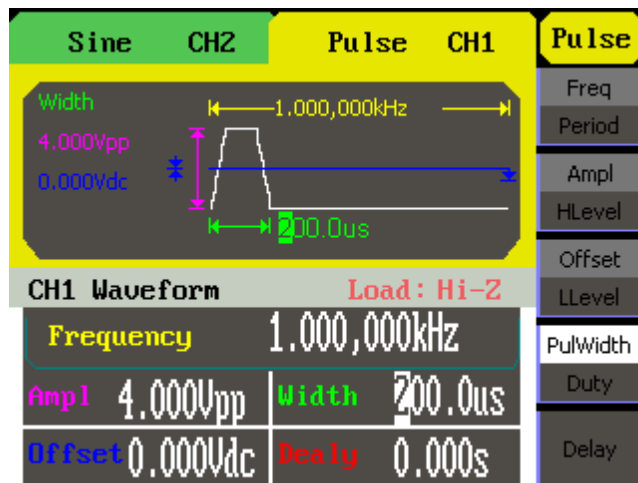 Sine CH2
Pulse CH1
Pulse
Width
1.000,000kHz
4.000Vpp
0.000Vdc
200.0us
CH1 Waveform
Load: Hi-Z
Frequency 1.000,000kHz
Ampl 4.000Vpp
Width 200.0us
Offset 0.000Vdc
Dealy 0.000s
Freq
Period
Ampl
HLevel
Offset
LLevel
PulWidth
Duty
Delay